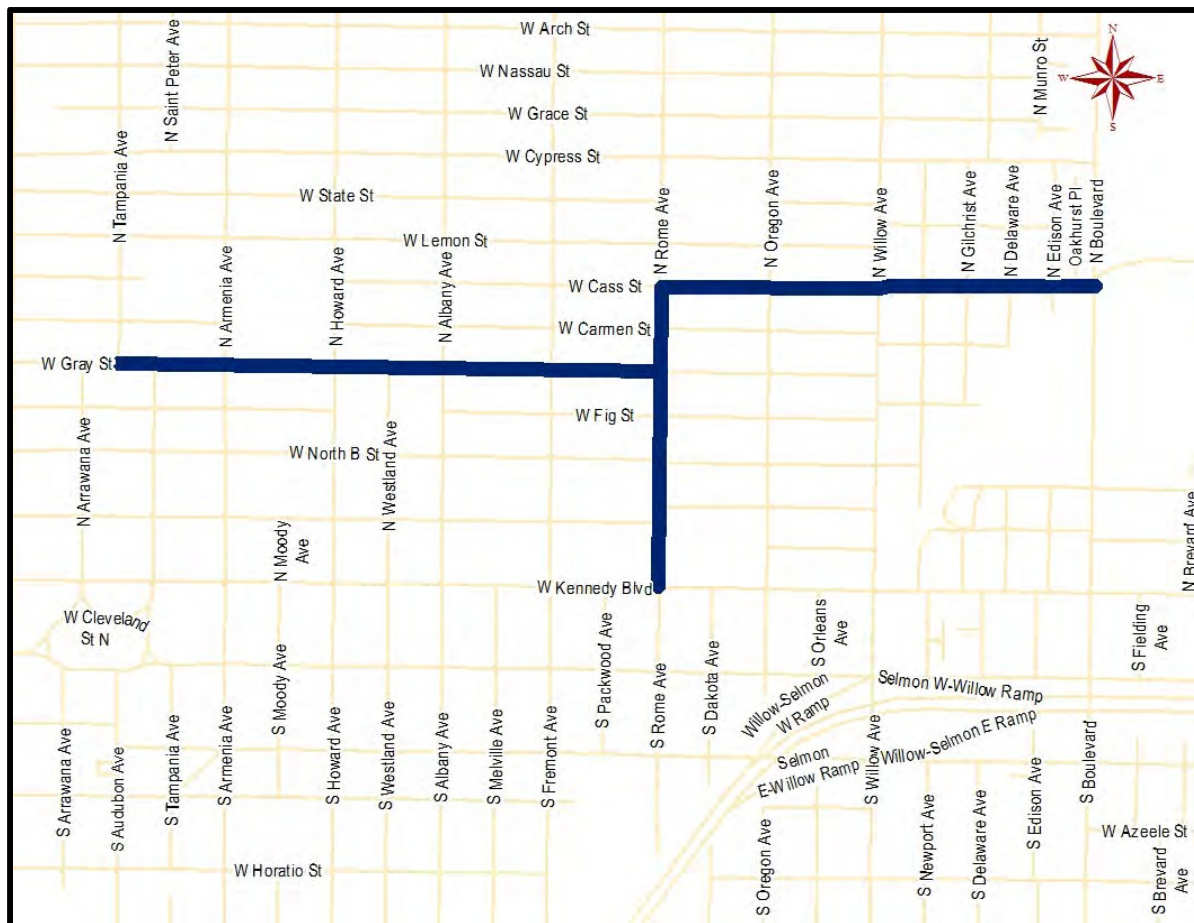 W Arch St
N
W E
S
N Saint Peter Ave
W Nassau St
N Munro St
W Grace St
N Tampania Ave
W Cypress St
W State St
N Rome Ave
N Oregon Ave
N Willow Ave
N Gilchrist Ave
N Delaware Ave
N Edison Ave
Oakhurst Pl
N Boulevard
W Lemon St
N Armenia Ave
N Howard Ave
N Albany Ave
W Cass St
W Carmen St
W Gray St
W Fig St
N Arrawana Ave
W North B St
N Westland Ave
N Moody
Ave
N Brevard Ave
W Kennedy Blvd
W Cleveland
St N
S Moody Ave
S Packwood Ave
S Rome Ave
S Dakota Ave
S Orleans
Ave
S Fielding
Ave
Willow-Selmon
W Ramp
Selmon W-Willow Ramp
Selmon
E-Willow Ramp
Willow-Selmon E Ramp
S Arrawana Ave
S Audubon Ave
S Tampania Ave
S Armenia Ave
S Howard Ave
S Westland Ave
S Albany Ave
S Melville Ave
S Fremont Ave
S Willow Ave
S Boulevard
S Oregon Ave
S Newport Ave
S Delaware Ave
S Edison Ave
W Azeele St
S Brevard
Ave
W Horatio St